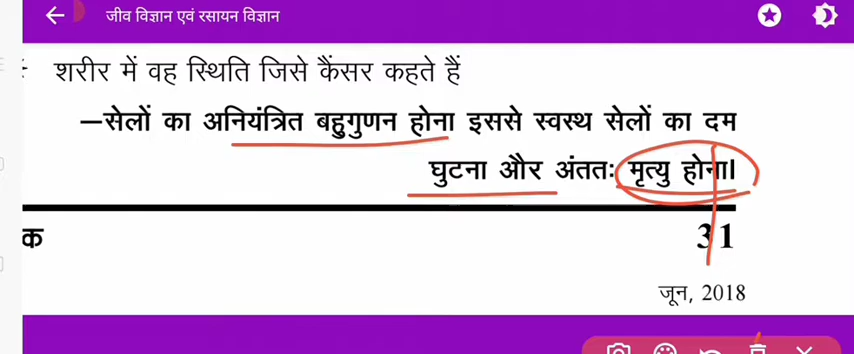 जीव विज्ञान एवं रसायन विज्ञान
शरीर में वह स्थिति जिसे कैंसर कहते हैं
—सेलों का अनियंत्रित बहुगुणन होना इससे स्वस्थ सेलों का दम
घुटना और अंततः मृत्यु होना।
क 31
जून, 2018